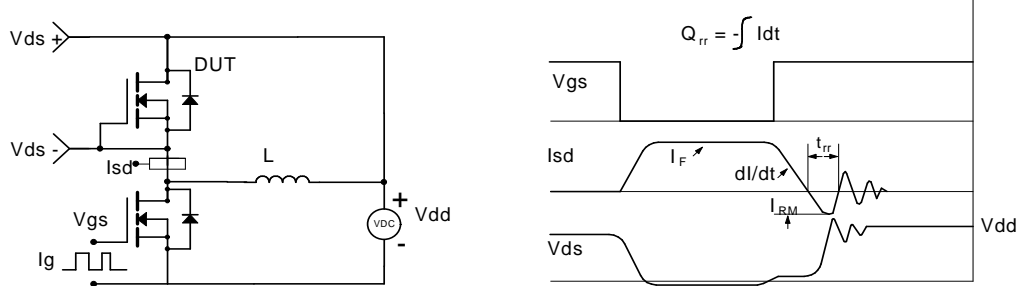 Vds +
DUT
Vds -
Isd
L
Vgs
+
VDC
-
Vdd
Ig
Q rr = - ∫ Idt
Vgs
Isd
I F
dI/dt
t rr
I RM
Vds
Vdd